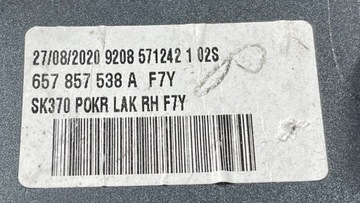 27/08/2020 9208 571242 1 02S
657 857 538 A F7Y
SK370 POKR LAK RH F7Y